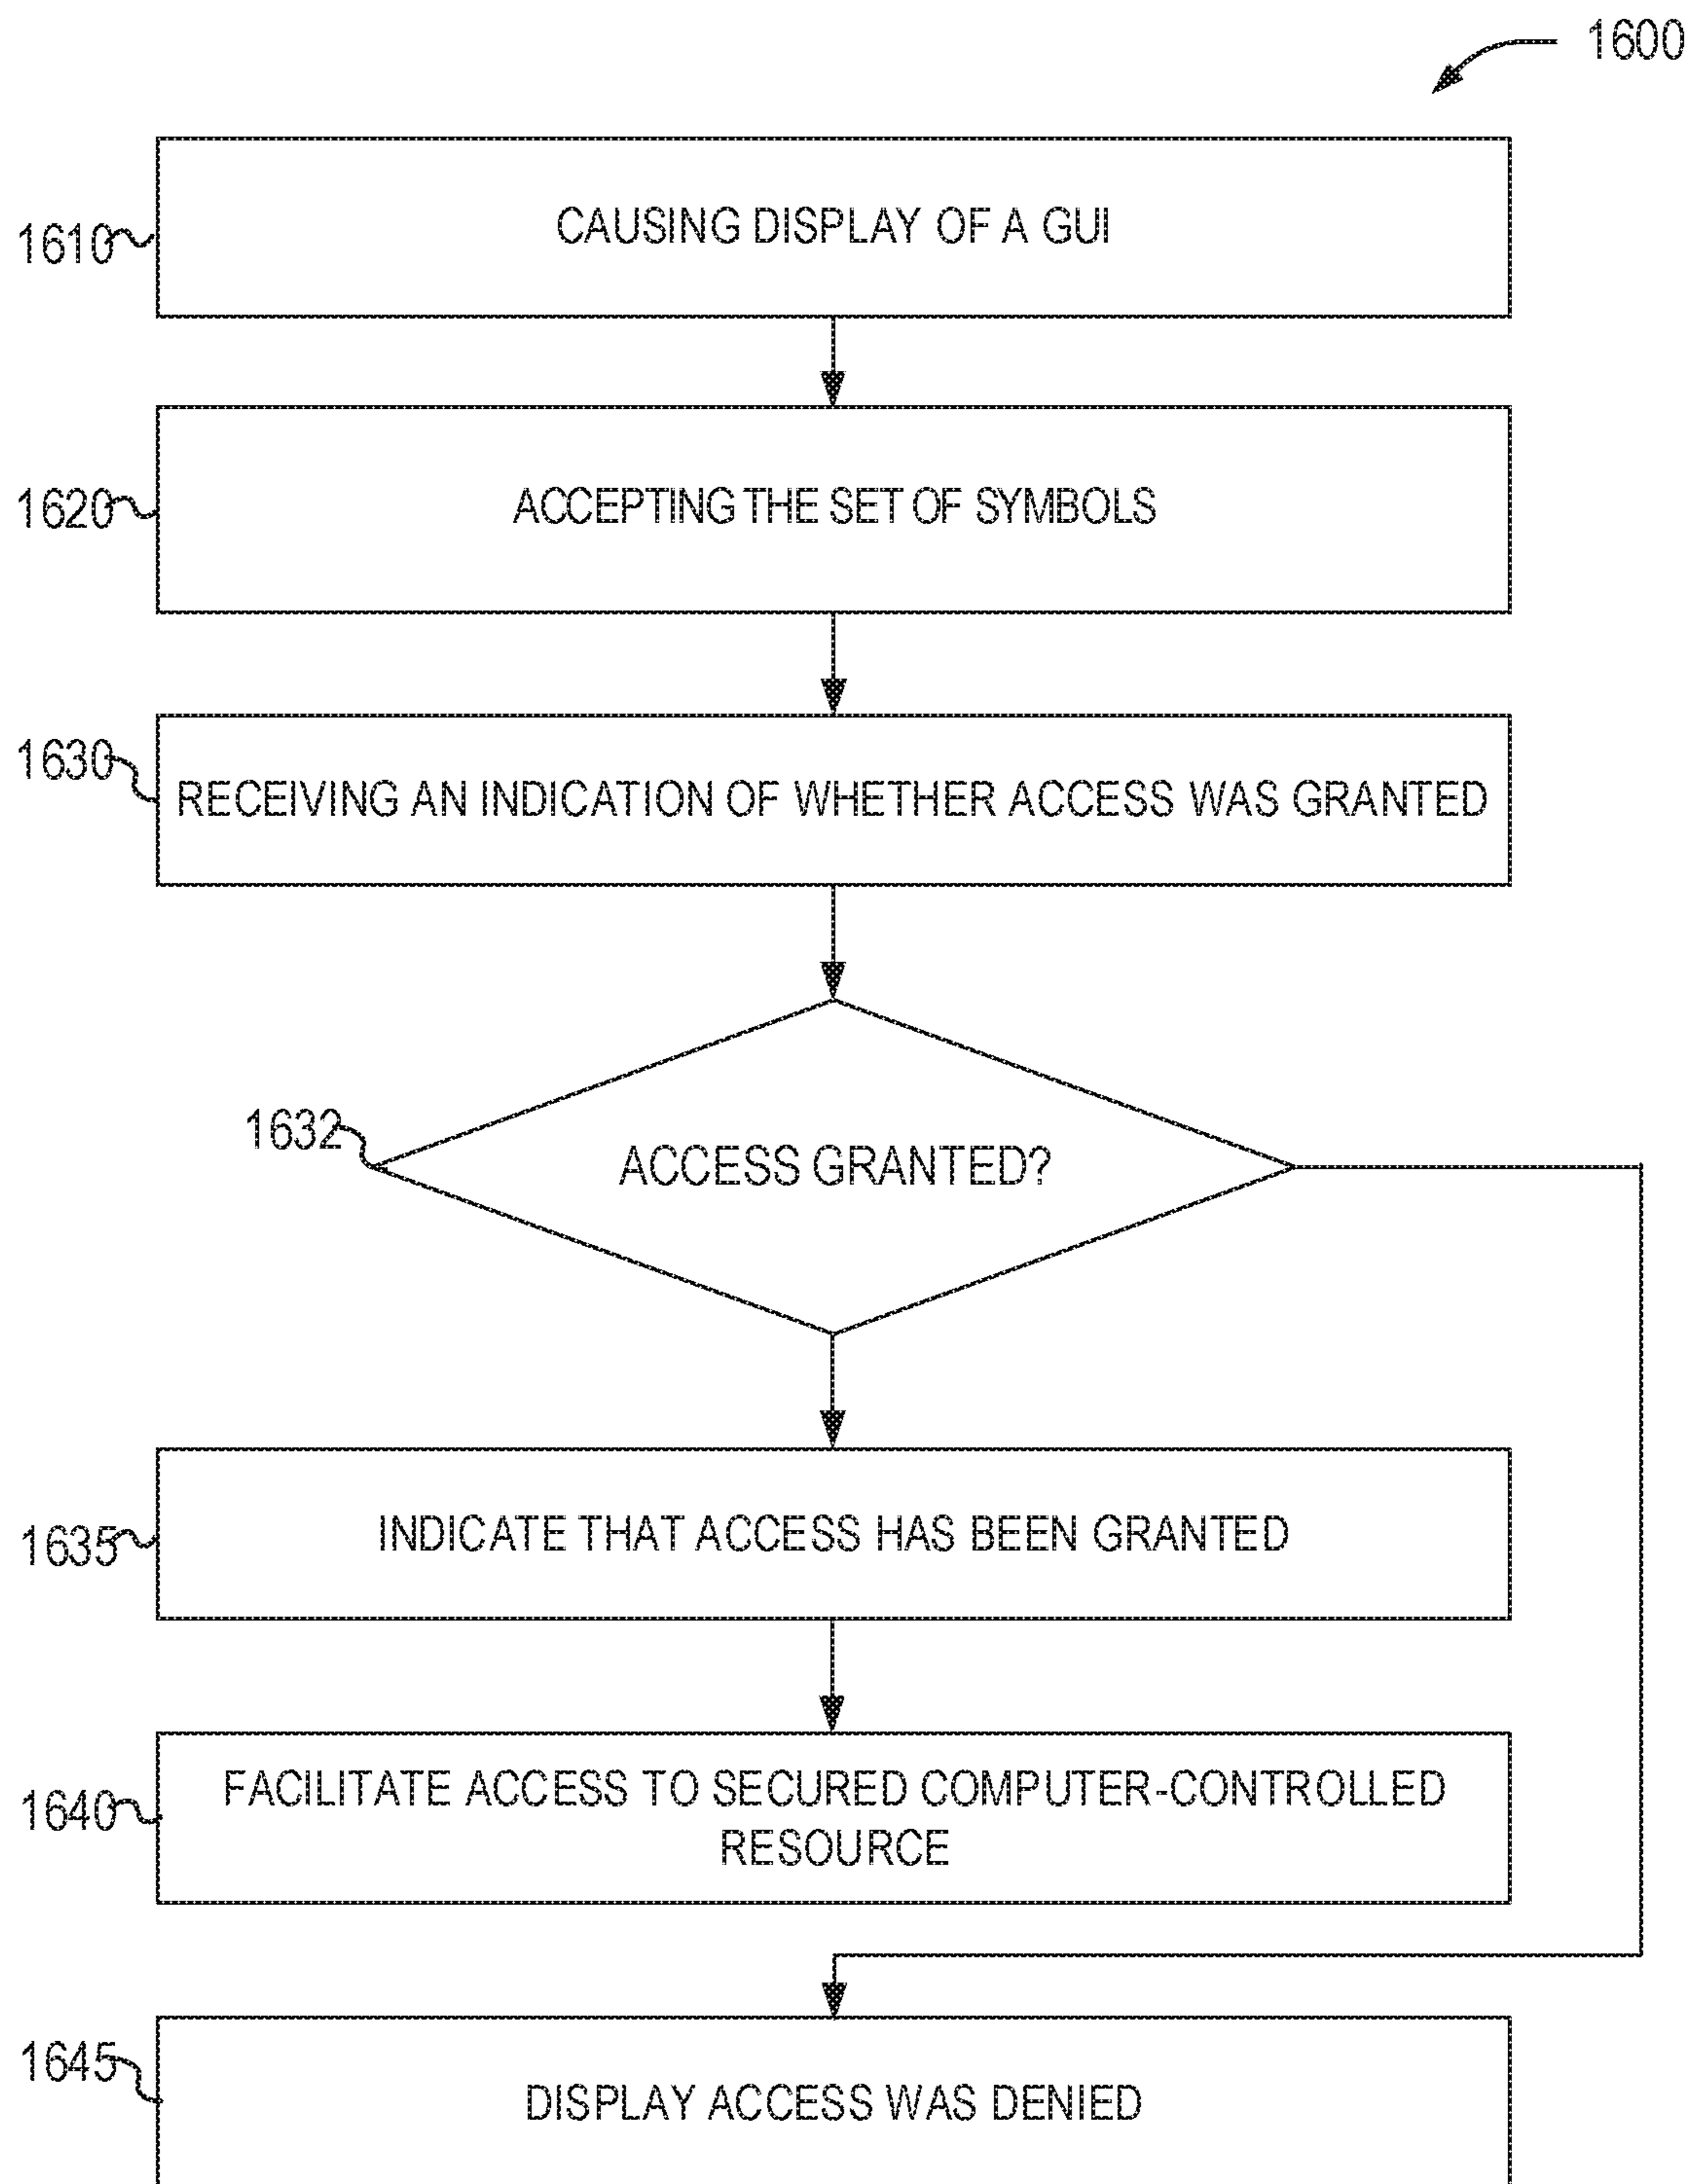 1600
1610
CAUSING DISPLAY OF A GUI
1620
ACCEPTING THE SET OF SYMBOLS
1630
RECEIVING AN INDICATION OF WHETHER ACCESS WAS GRANTED
1632
ACCESS GRANTED?
1635
INDICATE THAT ACCESS HAS BEEN GRANTED
1640
FACILITATE ACCESS TO SECURED COMPUTER-CONTROLLED
RESOURCE
1645
DISPLAY ACCESS WAS DENIED